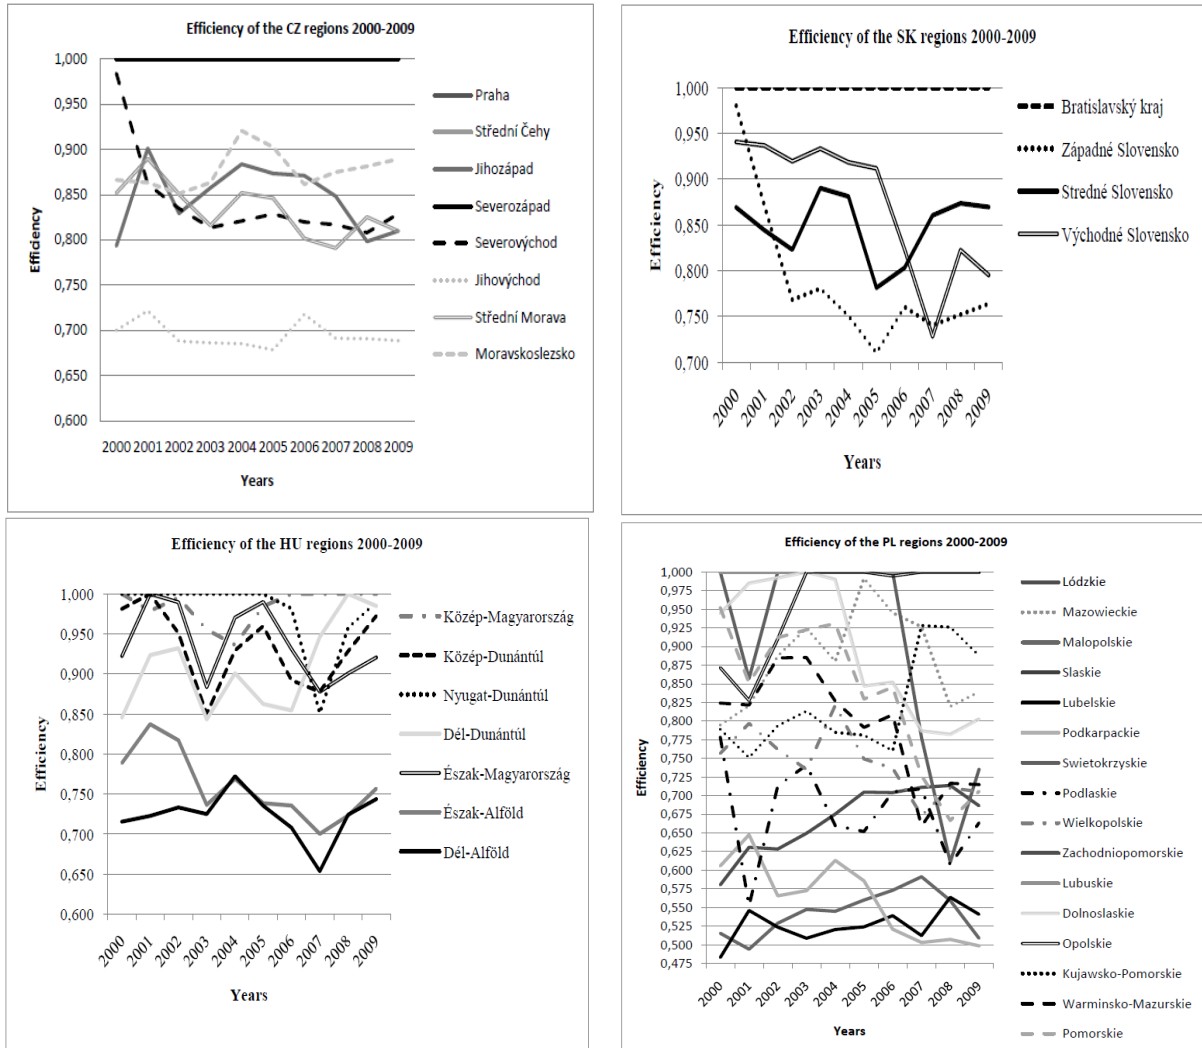 Efficiency of the CZ regions 2000-2009
1,000
0,950
0,900
0,850
0,800
0,750
0,700
0,650
0,600
Efficiency
2000 2001 2002 2003 2004 2005 2006 2007 2008 2009
Years
Praha
Střední Čehy
Jihozápad
Severozápad
Severovýchod
Jihovýchod
Střední Morava
Moravskoslezsko
Efficiency of the SK regions 2000-2009
1,000
0,950
0,900
0,850
0,800
0,750
0,700
Efficiency
2000 2001 2002 2003 2004 2005 2006 2007 2008 2009
Years
Bratislavský kraj
Západné Slovensko
Stredné Slovensko
Východné Slovensko
Efficiency of the HU regions 2000-2009
1,000
0,950
0,900
0,850
0,800
0,750
0,700
0,650
0,600
Efficiency
2000 2001 2002 2003 2004 2005 2006 2007 2008 2009
Years
Közép-Magyarország
Közép-Dunántúl
Nyugat-Dunántúl
Dél-Dunántúl
Észak-Magyarország
Észak-Alföld
Dél-Alföld
Efficiency of the PL regions 2000-2009
1,000
0,975
0,950
0,925
0,900
0,875
0,850
0,825
0,800
0,775
0,750
0,725
0,700
0,675
0,650
0,625
0,600
0,575
0,550
0,525
0,500
0,475
Efficiency
2000 2001 2002 2003 2004 2005 2006 2007 2008 2009
Years
Lódzkie
Mazowieckie
Malopolskie
Slaskie
Lubelskie
Podkarpackie
Swietokrzyskie
Podlaskie
Wielkopolskie
Zachodniopomorskie
Lubuskie
Dolnoslaskie
Opolskie
Kujawsko-Pomorskie
Warminsko-Mazurskie
Pomorskie